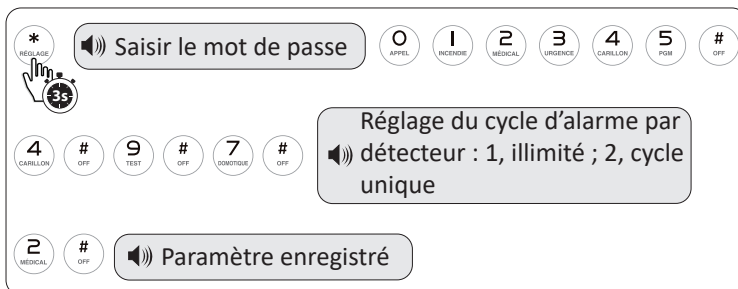 * RÉGLAGE
3s
Saisir le mot de passe
0 APPEL
1 INCENDIE
2 MÉDICAL
3 URGENCE
4 CARILLON
5 PGM
# OFF
4 CARILLON
# OFF
9 TEST
# OFF
7 DOMOTIQUE
# OFF
Réglage du cycle d’alarme par
détecteur : 1, illimité ; 2, cycle
unique
2 MÉDICAL
# OFF
Paramètre enregistré